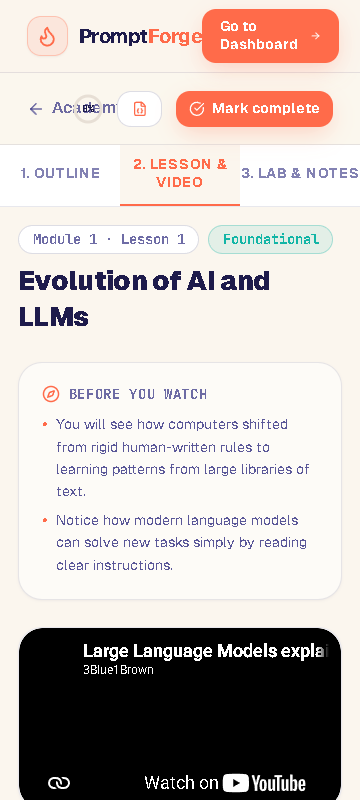 PromptForge
Go to
Dashboard
Mark complete
1. OUTLINE
2. LESSON &
VIDEO
3. LAB & NOTES
Module 1 · Lesson 1
Foundational
Evolution of AI and
LLMs
BEFORE YOU WATCH
• You will see how computers shifted
from rigid human-written rules to
learning patterns from large libraries of
text.
• Notice how modern language models
can solve new tasks simply by reading
clear instructions.
Large Language Models explai
3Blue1Brown
Watch on YouTube